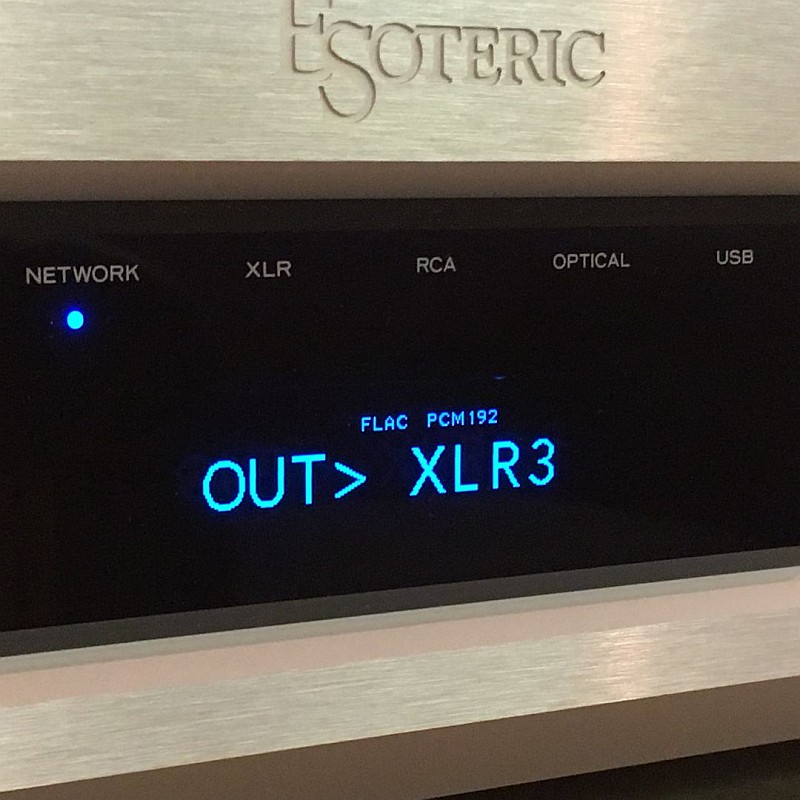 ESOTERIC
NETWORK XLR RCA OPTICAL USB
FLAC PCM192
OUT> XLR3